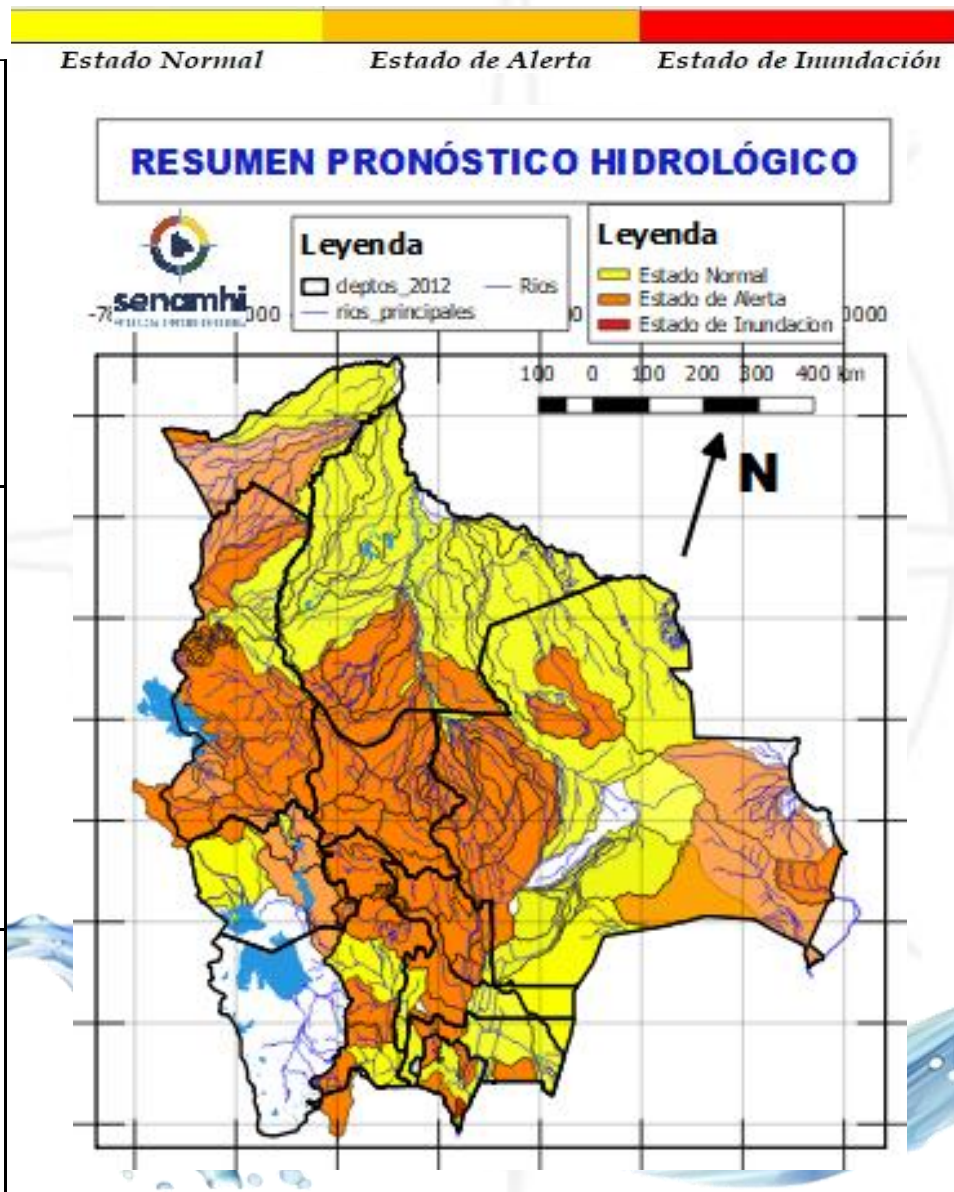 Estado Normal Estado de Alerta Estado de Inundación
RESUMEN PRONÓSTICO HIDROLÓGICO
senamhi
Leyenda
deptos_2012 Rios
rios_principales
Leyenda
Estado Normal
Estado de Alerta
Estado de Inundacion
100 0 100 200 300 400 km
N